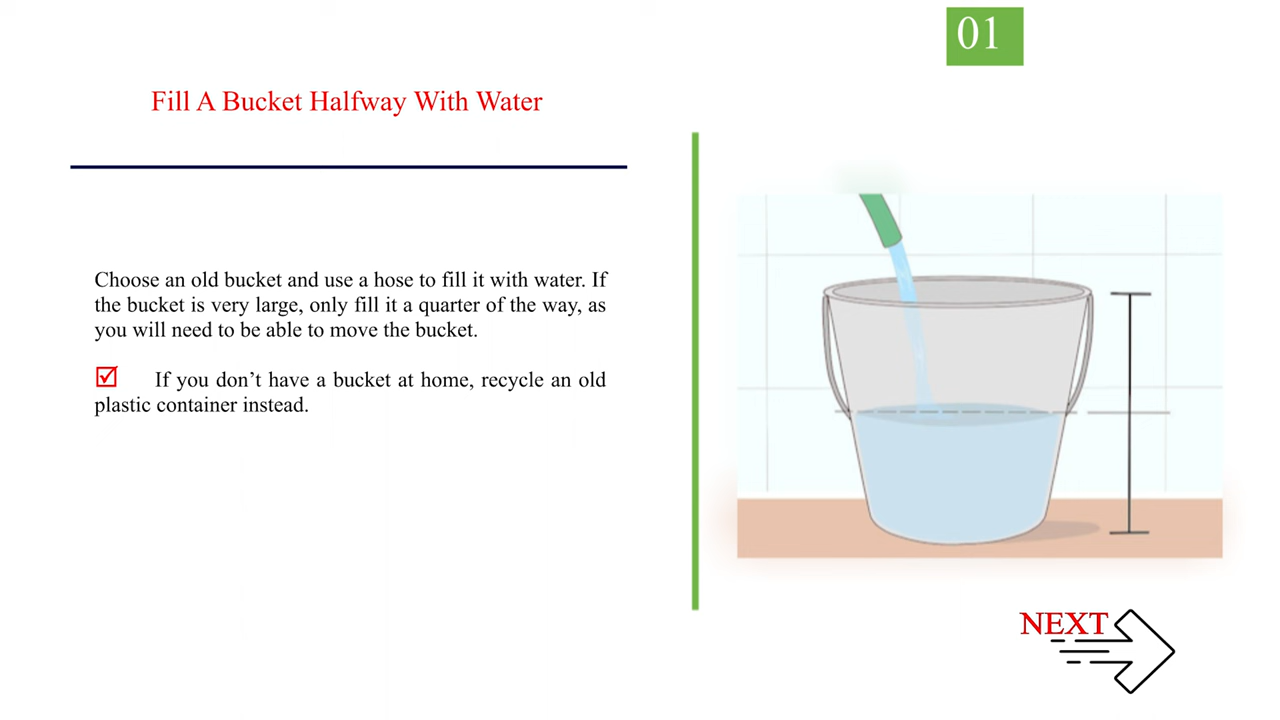 01
Fill A Bucket Halfway With Water
Choose an old bucket and use a hose to fill it with water. If
the bucket is very large, only fill it a quarter of the way, as
you will need to be able to move the bucket.
☑ If you don’t have a bucket at home, recycle an old
plastic container instead.
NEXT